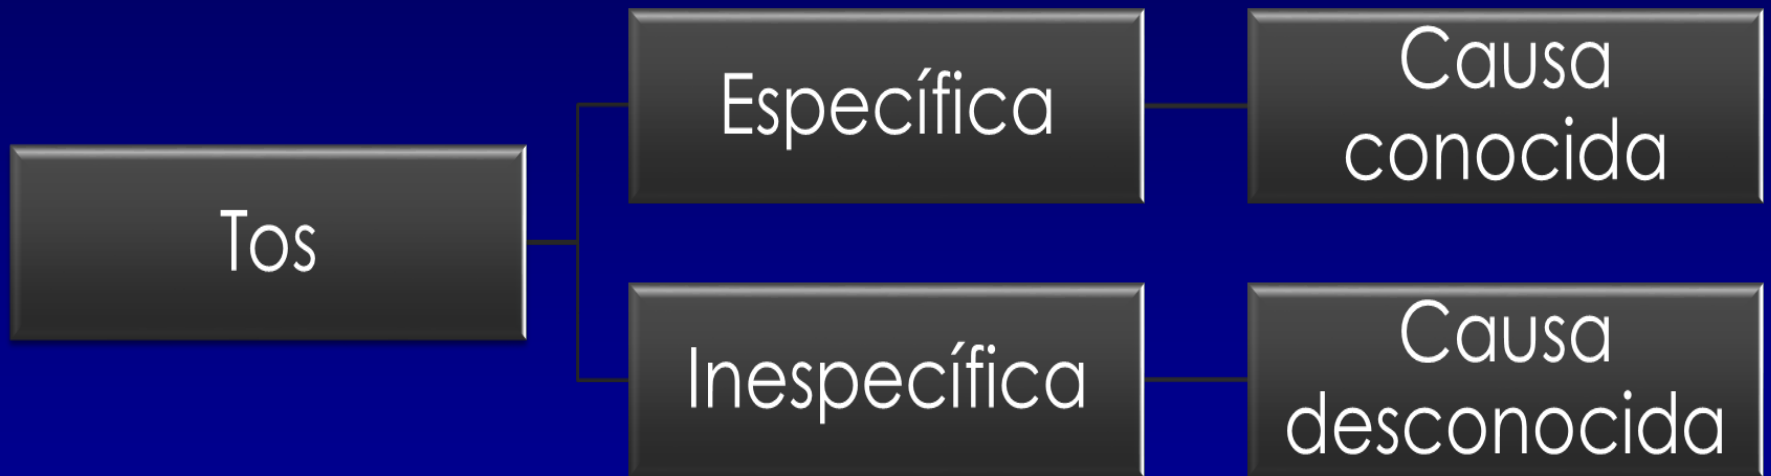 Tos
Específica
Causa
conocida
Inespecífica
Causa
desconocida